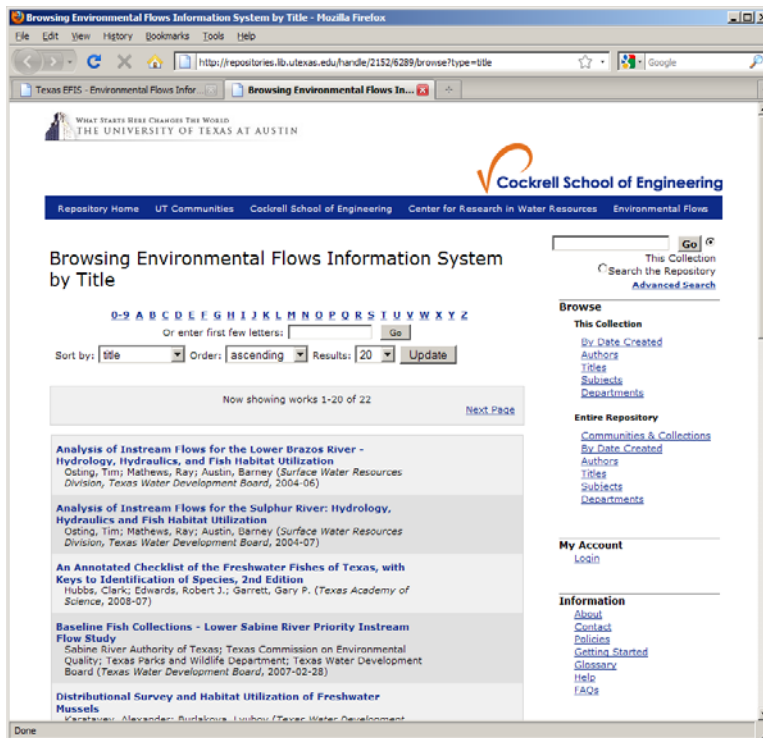 Browsing Environmental Flows Information System by Title - Mozilla Firefox
File Edit View History Bookmarks Tools Help
http://repositories.lib.utexas.edu/handle/2152/6289/browse?type=title
Google
Texas EFIS - Environmental Flows Infor...
Browsing Environmental Flows In...
WHAT STARTS HERE CHANGES THE WORLD
THE UNIVERSITY OF TEXAS AT AUSTIN
Cockrell School of Engineering
Repository Home UT Communities Cockrell School of Engineering Center for Research in Water Resources Environmental Flows
Browsing Environmental Flows Information System
by Title
0-9 A B C D E F G H I J K L M N O P Q R S T U V W X Y Z
Or enter first few letters: Go
Sort by: title Order: ascending Results: 20 Update
Now showing works 1-20 of 22
Next Page
Analysis of Instream Flows for the Lower Brazos River -
Hydrology, Hydraulics, and Fish Habitat Utilization
Osting, Tim; Mathews, Ray; Austin, Barney (Surface Water Resources
Division, Texas Water Development Board, 2004-06)
Analysis of Instream Flows for the Sulphur River: Hydrology,
Hydraulics and Fish Habitat Utilization
Osting, Tim; Mathews, Ray; Austin, Barney (Surface Water Resources
Division, Texas Water Development Board, 2004-07)
An Annotated Checklist of the Freshwater Fishes of Texas, with
Keys to Identification of Species, 2nd Edition
Hubbs, Clark; Edwards, Robert J.; Garrett, Gary P. (Texas Academy of
Science, 2008-07)
Baseline Fish Collections - Lower Sabine River Priority Instream
Flow Study
Sabine River Authority of Texas; Texas Commission on Environmental
Quality; Texas Parks and Wildlife Department; Texas Water Development
Board (Texas Water Development Board, 2007-02-28)
Distributional Survey and Habitat Utilization of Freshwater
Mussels
Karatayev, Alexander; Burlakova, Lyubov (Texas Water Development
Go
This Collection
Search the Repository
Advanced Search
Browse
This Collection
By Date Created
Authors
Titles
Subjects
Departments
Entire Repository
Communities & Collections
By Date Created
Authors
Titles
Subjects
Departments
My Account
Login
Information
About
Contact
Policies
Getting Started
Glossary
Help
FAQs
Done